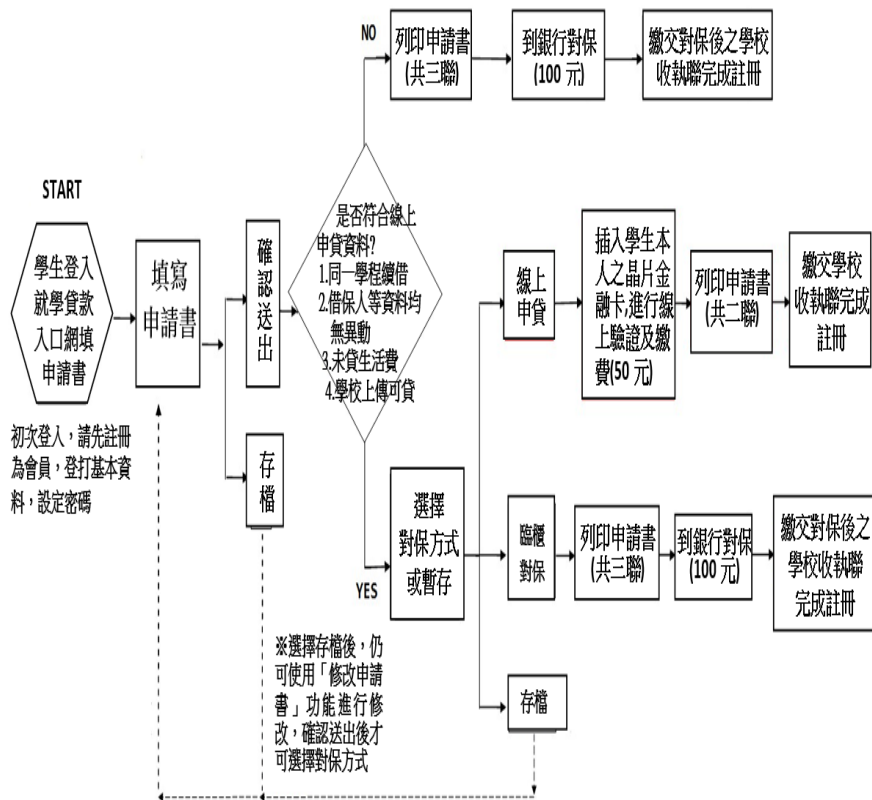 START
學生登入
就學貸款
入口網填
申請書
初次登入，請先註冊
為會員，登打基本資
料，設定密碼
填寫
申請書
確
認
送
出
存
檔
是否符合線上
申貸資料?
1.同一學程續借
2.借保人等資料均
無異動
3.未貸生活費
4.學校上傳可貸
NO
列印申請書
(共三聯)
到銀行對保
(100 元)
繳交對保後之學校
收執聯完成註冊
YES
選擇
對保方式
或暫存
線上
申貸
插入學生本
人之晶片金
融卡,進行線
上驗證及繳
費(50 元)
列印申請書
(共二聯)
繳交學校
收執聯完成
註冊
臨櫃
對保
列印申請書
(共三聯)
到銀行對保
(100 元)
繳交對保後之
學校收執聯
完成註冊
存檔
※選擇存檔後，仍
可使用「修改申請
書」功能進行修
改，確認送出後才
可選擇對保方式